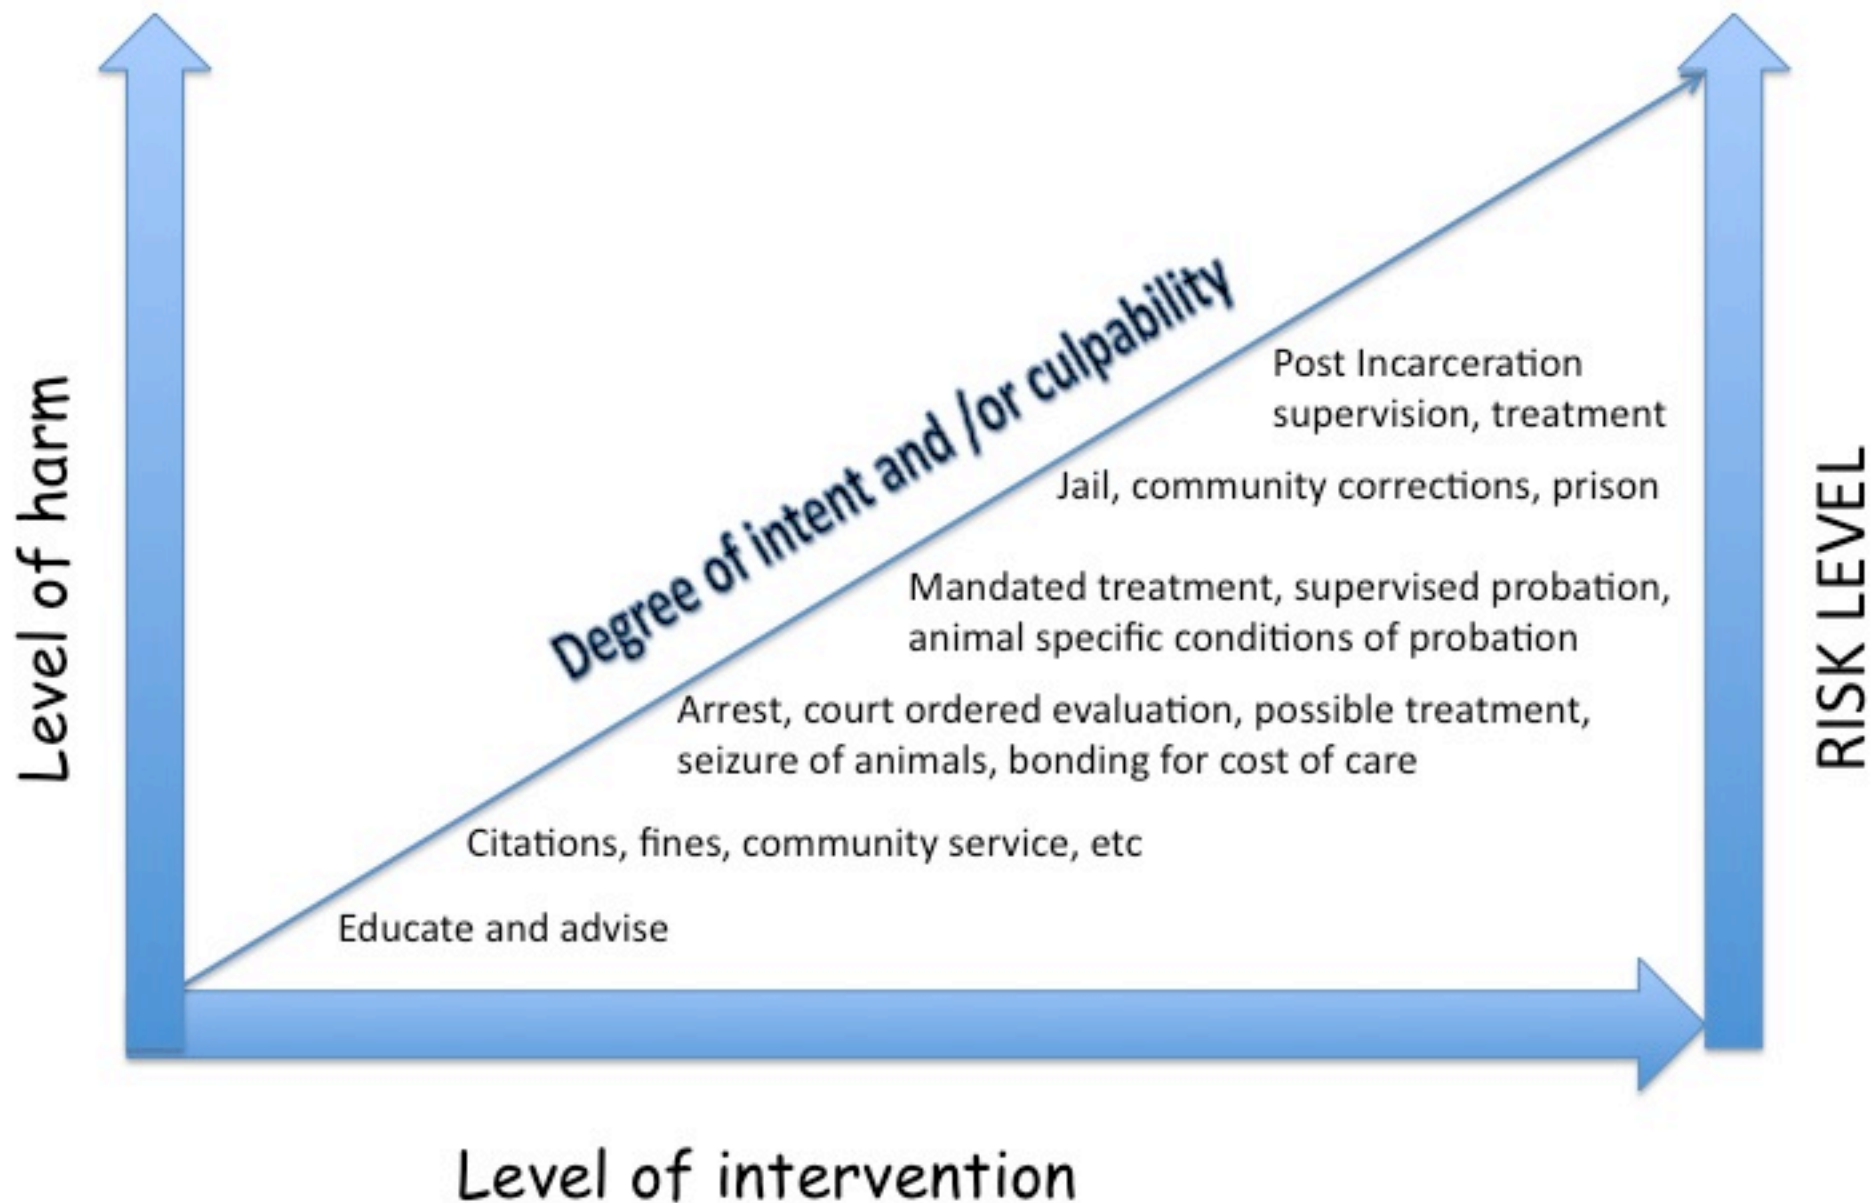 Level of harm
Degree of intent and /or culpability
Post Incarceration
supervision, treatment
Jail, community corrections, prison
Mandated treatment, supervised probation,
animal specific conditions of probation
Arrest, court ordered evaluation, possible treatment,
seizure of animals, bonding for cost of care
Citations, fines, community service, etc
Educate and advise
RISK LEVEL
Level of intervention